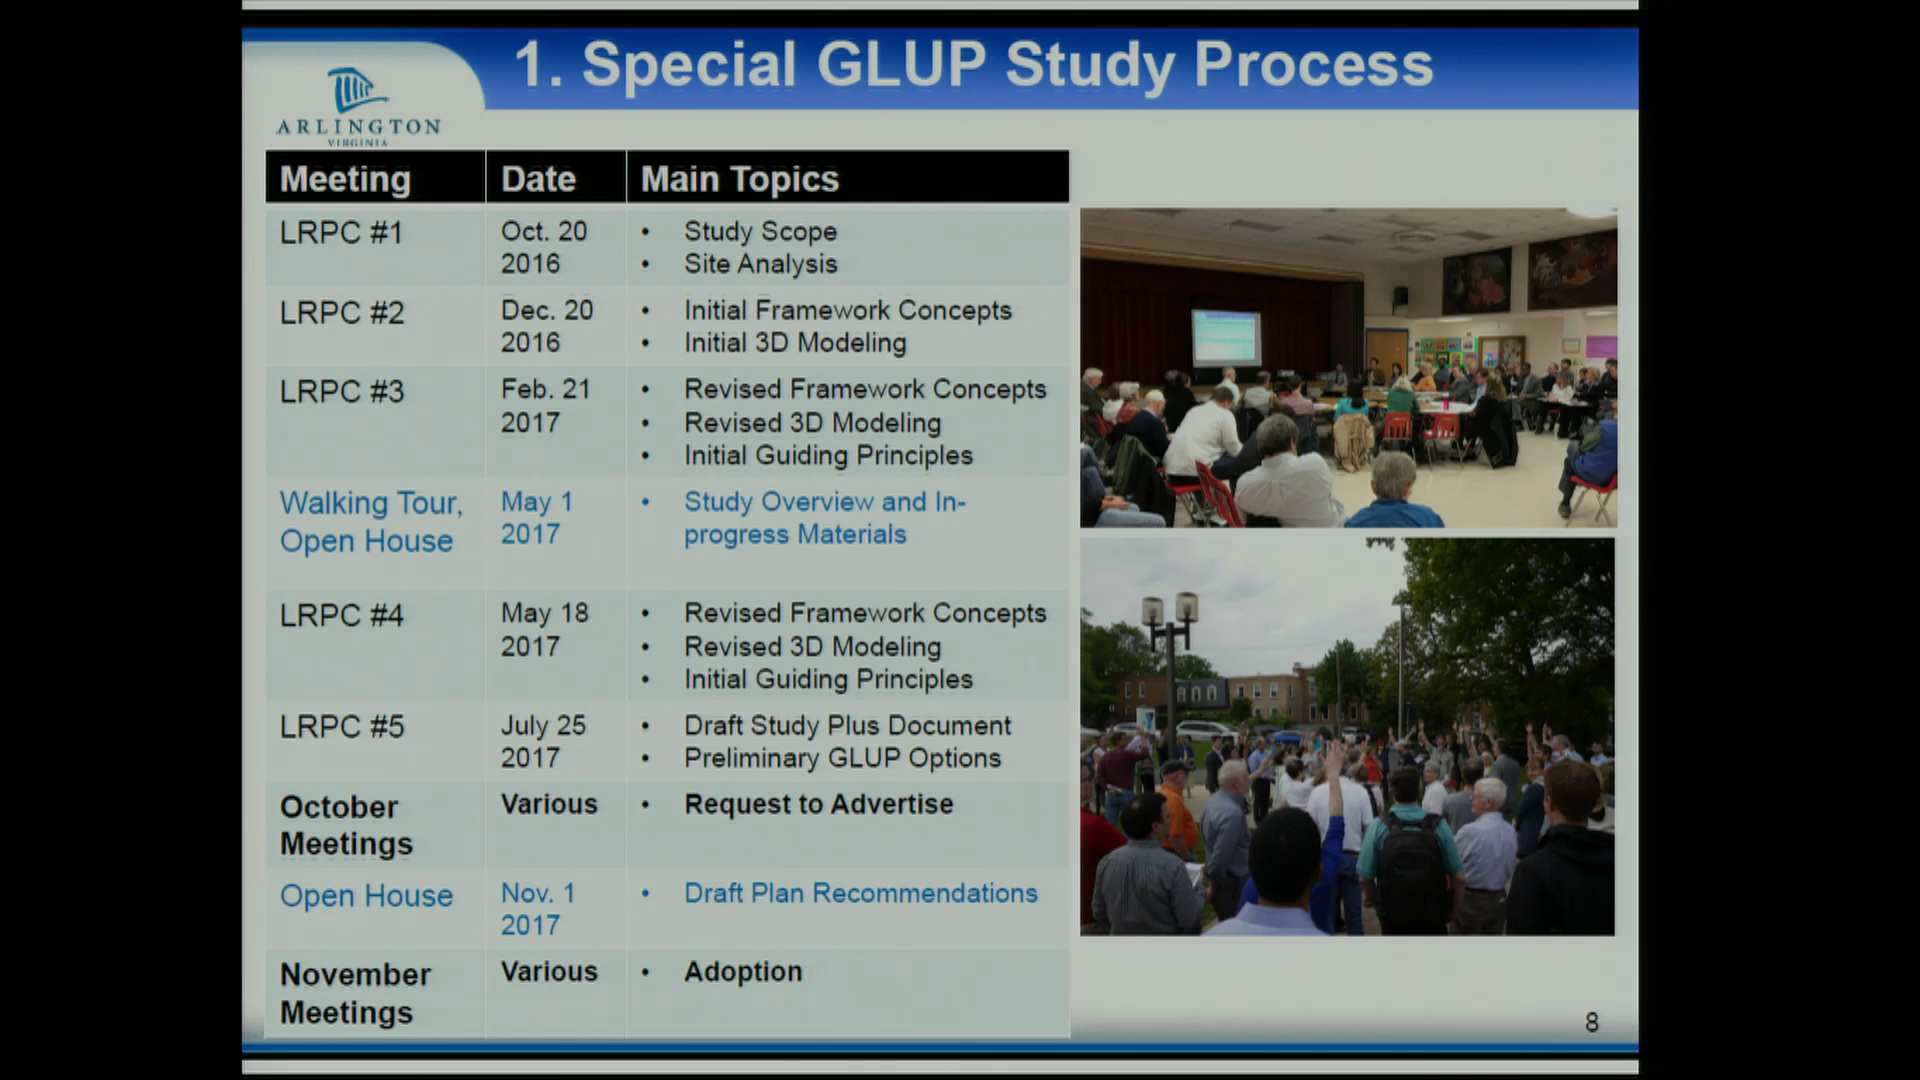 1. Special GLUP Study Process
ARLINGTON
VIRGINIA
Meeting Date Main Topics
LRPC #1 Oct. 20 • Study Scope
2016 • Site Analysis
LRPC #2 Dec. 20 • Initial Framework Concepts
2016 • Initial 3D Modeling
LRPC #3 Feb. 21 • Revised Framework Concepts
2017 • Revised 3D Modeling
• Initial Guiding Principles
Walking Tour, May 1 • Study Overview and In-
Open House 2017 progress Materials
LRPC #4 May 18 • Revised Framework Concepts
2017 • Revised 3D Modeling
• Initial Guiding Principles
LRPC #5 July 25 • Draft Study Plus Document
2017 • Preliminary GLUP Options
October Various • Request to Advertise
Meetings
Open House Nov. 1 • Draft Plan Recommendations
2017
November Various • Adoption
Meetings
8